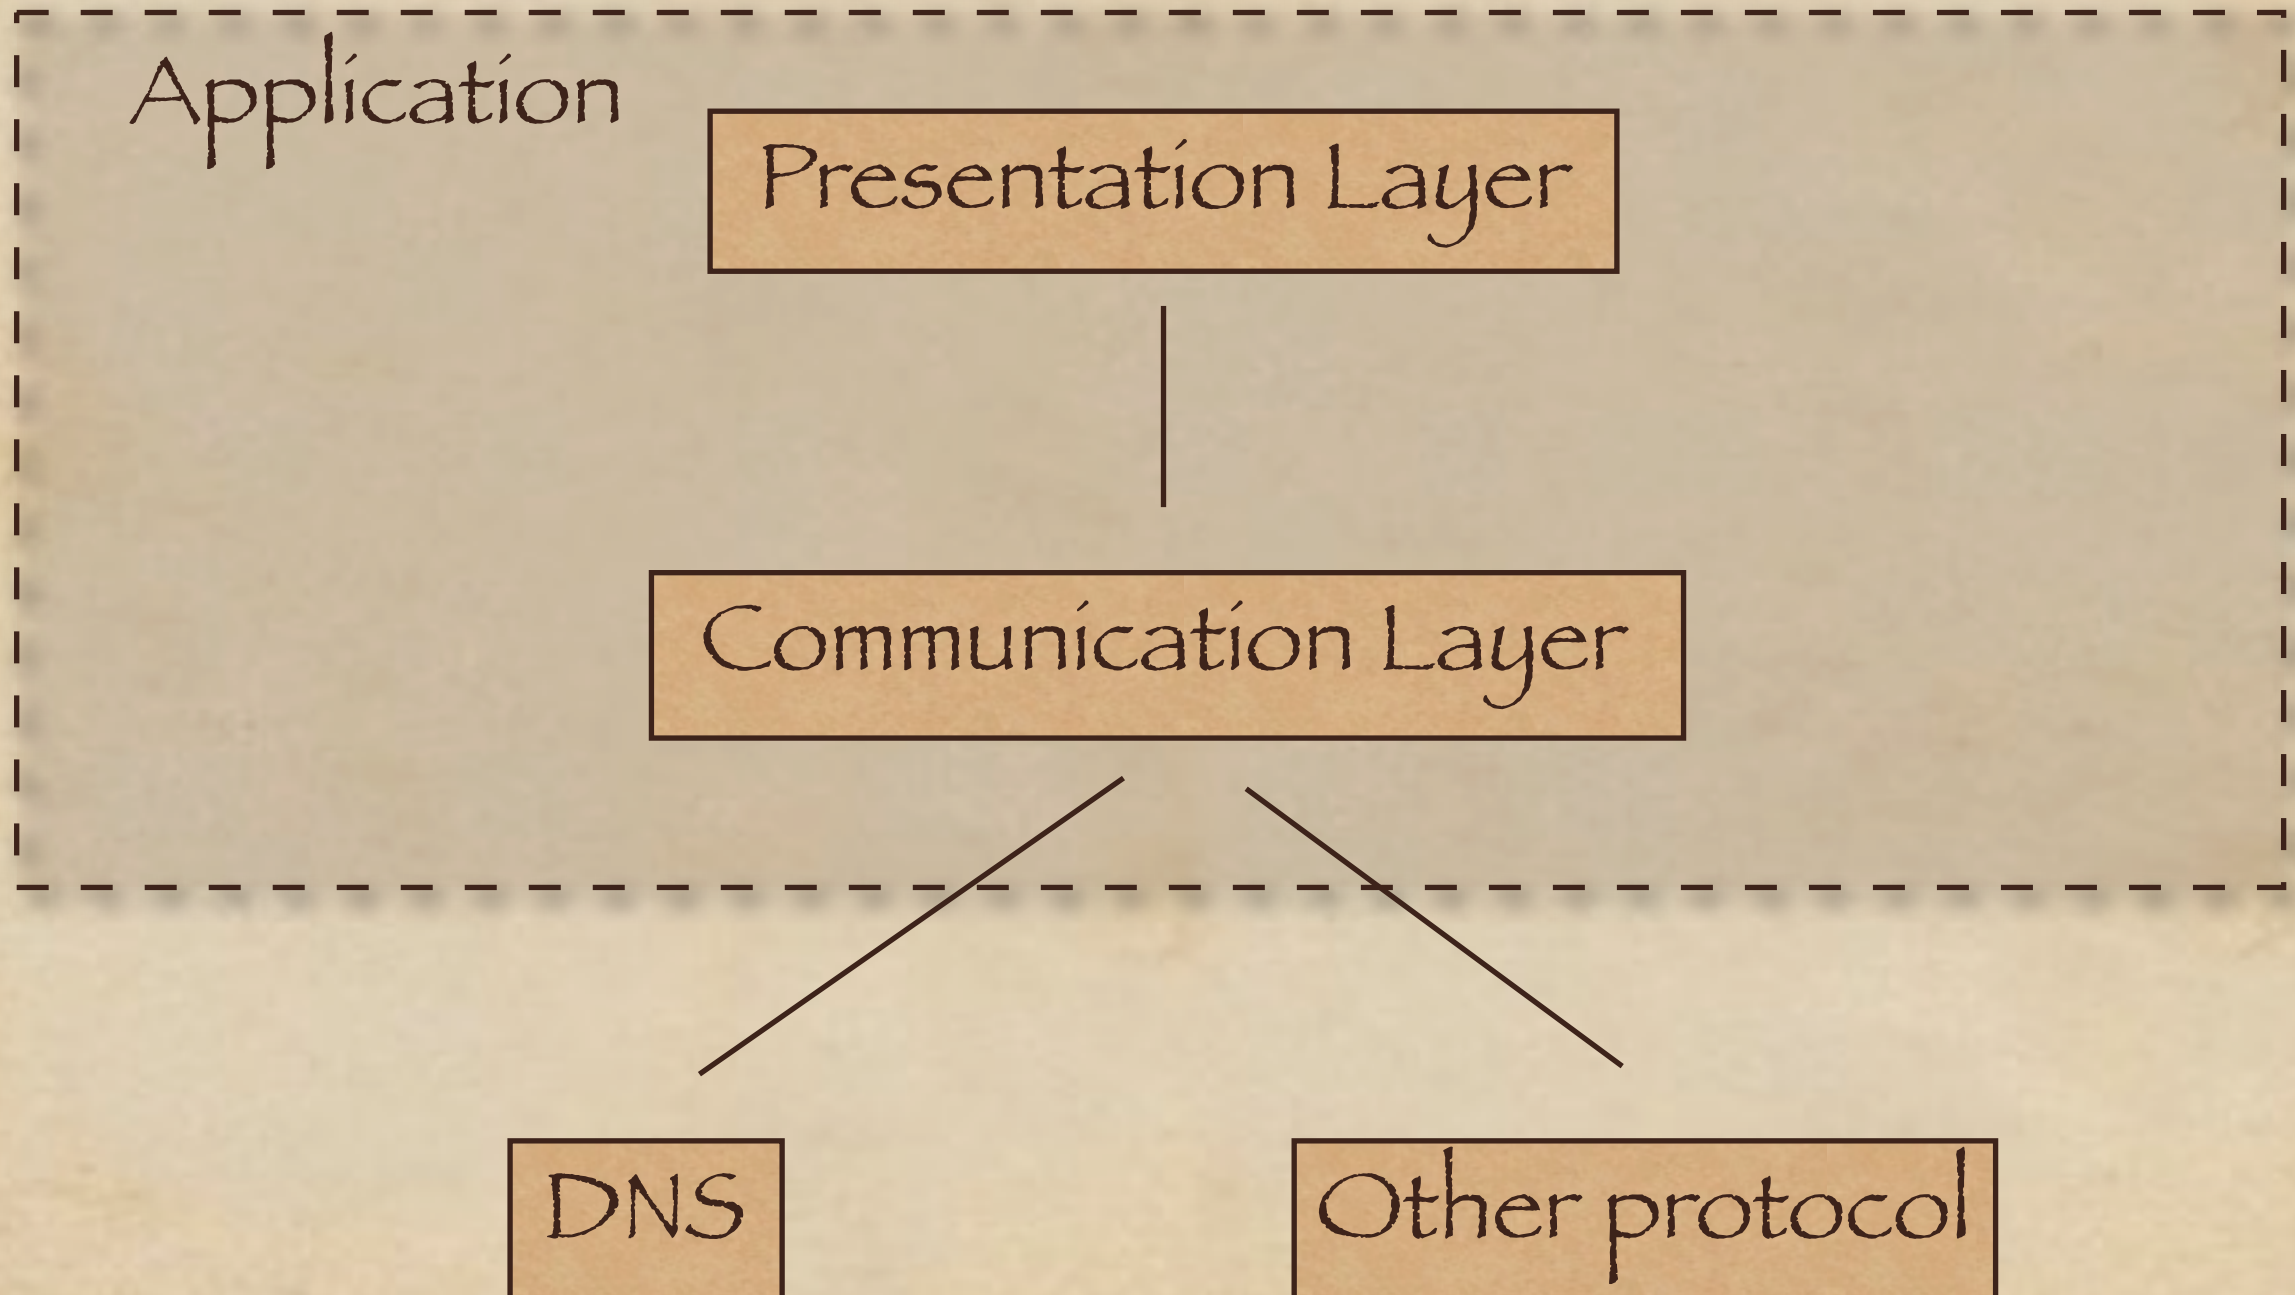 Application
Presentation Layer
Communication Layer
DNS
Other protocol